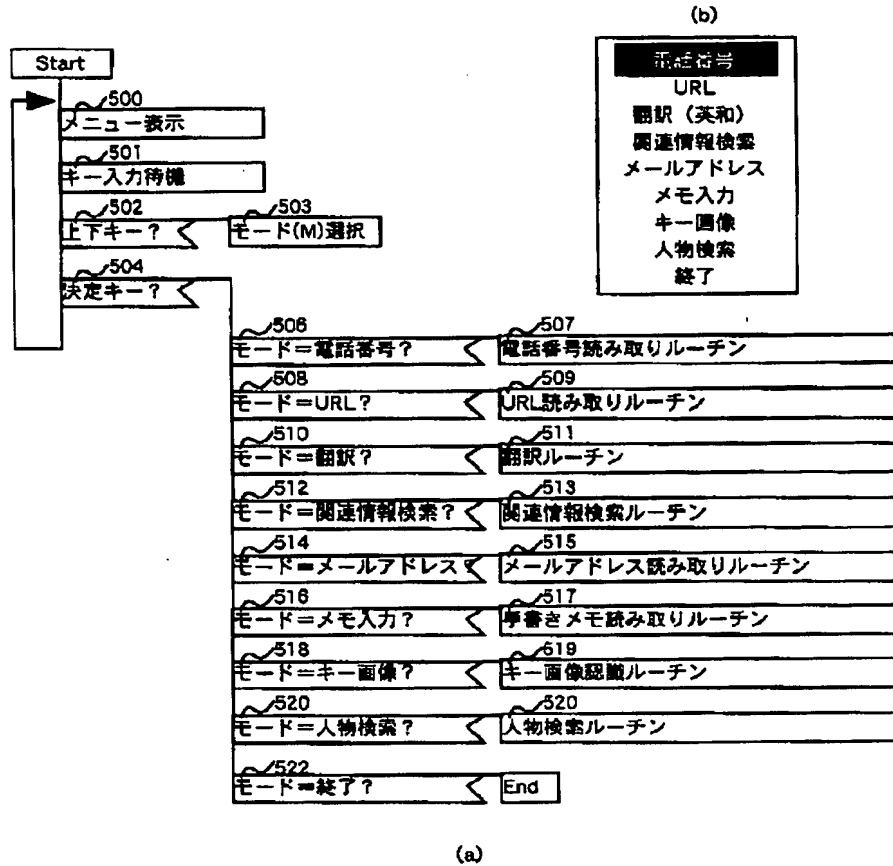 (b)
電話番号
URL
翻訳（英和）
関連情報検索
メールアドレス
メモ入力
キー画像
人物検索
終了
Start
500
メニュー表示
501
キー入力待機
502
上下キー？
503
モード(M)選択
504
決定キー？
506
モード＝電話番号？
507
電話番号読み取りルーチン
508
モード＝URL？
509
URL読み取りルーチン
510
モード＝翻訳？
511
翻訳ルーチン
512
モード＝関連情報検索？
513
関連情報検索ルーチン
514
モード＝メールアドレス
515
メールアドレス読み取りルーチン
516
モード＝メモ入力？
517
手書きメモ読み取りルーチン
518
モード＝キー画像？
519
キー画像認識ルーチン
520
モード＝人物検索？
520
人物検索ルーチン
522
モード＝終了？
End
(a)